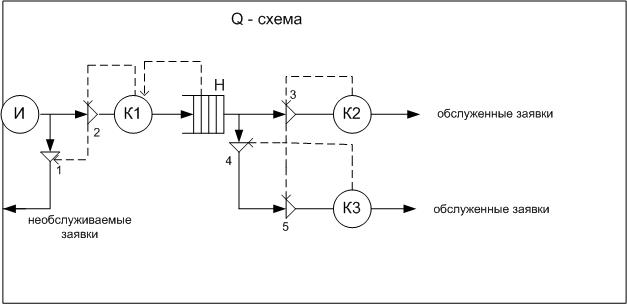 Q - схема
И
2
К1
Н
3
К2
обслуженные заявки
1
4
необслуживаемые
заявки
5
К3
обслуженные заявки